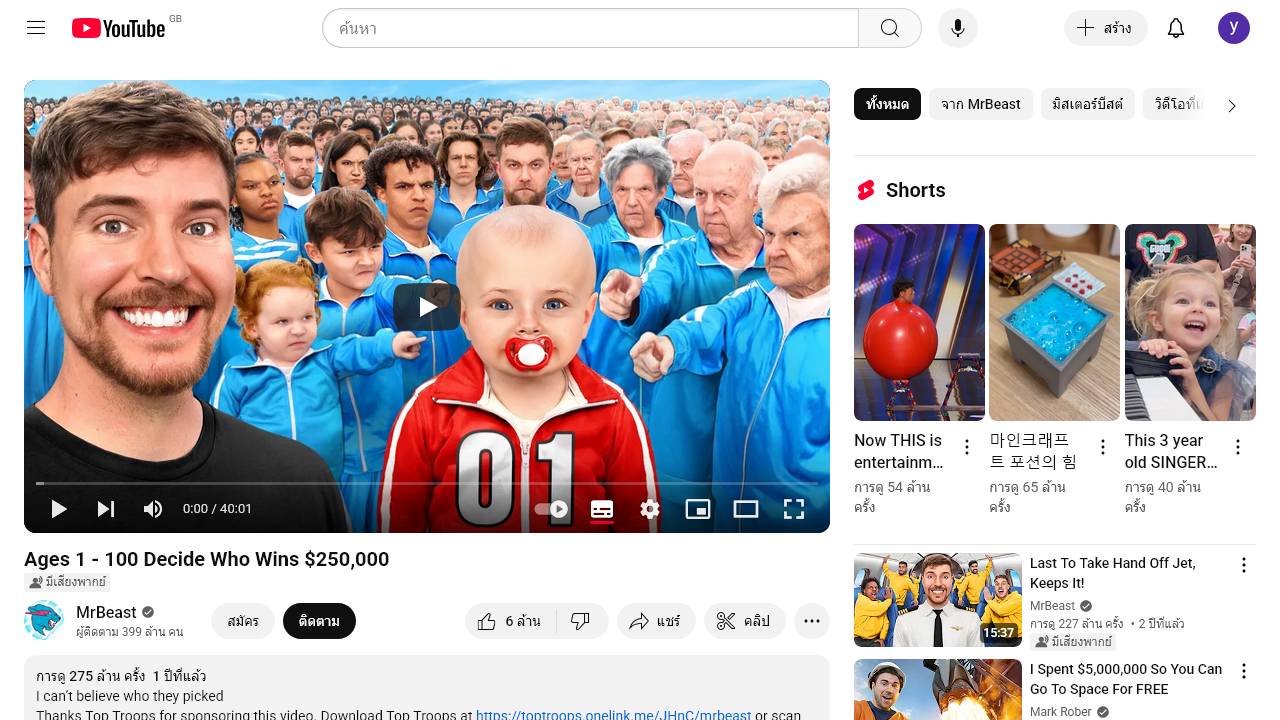 YouTube GB
ค้นหา
สร้าง
y
01
0:00 / 40:01
Ages 1 - 100 Decide Who Wins $250,000
มีเสียงพากย์
MrBeast
ผู้ติดตาม 399 ล้าน คน
สมัคร
ติดตาม
6 ล้าน
แชร์
คลิป
การดู 275 ล้าน ครั้ง 1 ปีที่แล้ว
I can't believe who they picked
Thanks Top Troops for sponsoring this video. Download Top Troops at https://toptroops.onelink.me/JHnC/mrbeast or scan
ทั้งหมด
จาก MrBeast
มิสเตอร์บีสต์
วิดีโอที่
Shorts
Now THIS is
entertainm…
การดู 54 ล้าน
ครั้ง
마인크래프
트 포션의 힘
การดู 65 ล้าน
ครั้ง
This 3 year
old SINGER…
การดู 40 ล้าน
ครั้ง
15:37
Last To Take Hand Off Jet,
Keeps It!
MrBeast
การดู 227 ล้าน ครั้ง • 2 ปีที่แล้ว
มีเสียงพากย์
I Spent $5,000,000 So You Can
Go To Space For FREE
Mark Rober